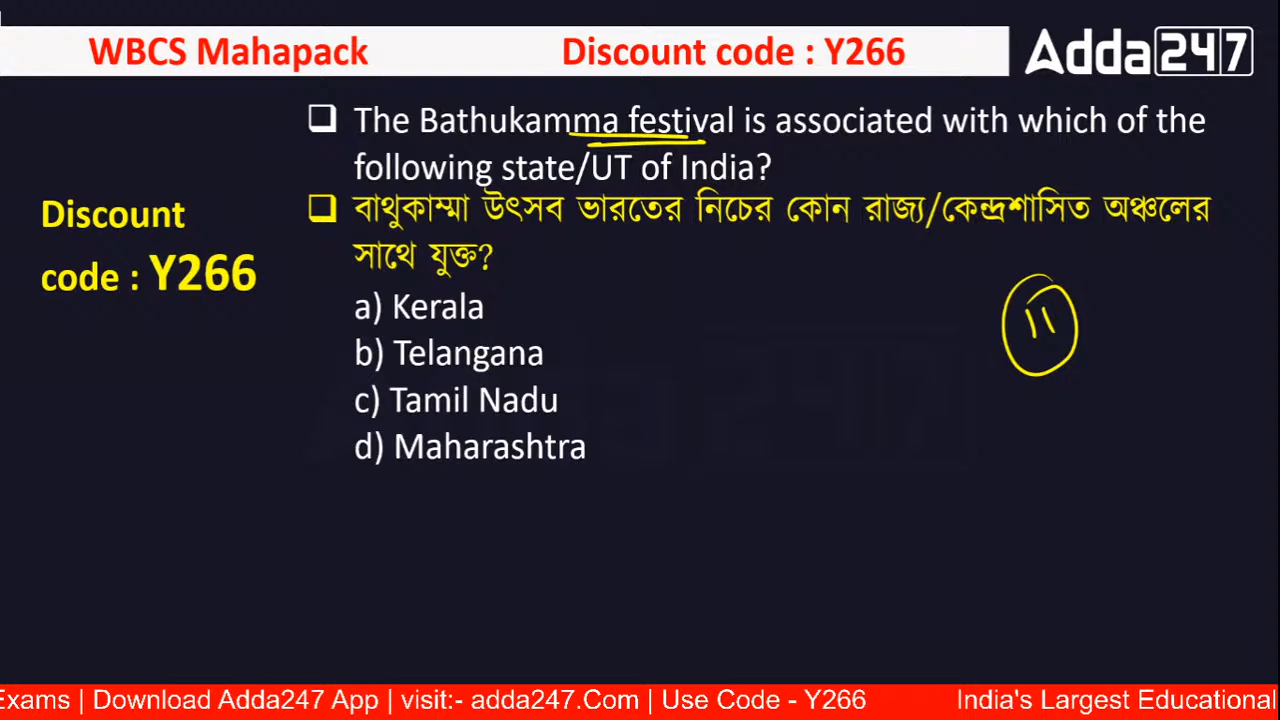 WBCS Mahapack Discount code : Y266 Adda247
The Bathukamma festival is associated with which of the
following state/UT of India?
Discount
code : Y266
বাথুকাম্মা উৎসব ভারতের নিচের কোন রাজ্য/কেন্দ্রশাসিত অঞ্চলের
সাথে যুক্ত?
a) Kerala
b) Telangana
c) Tamil Nadu
d) Maharashtra
11
Exams | Download Adda247 App | visit:- adda247.Com | Use Code - Y266 India's Largest Educational